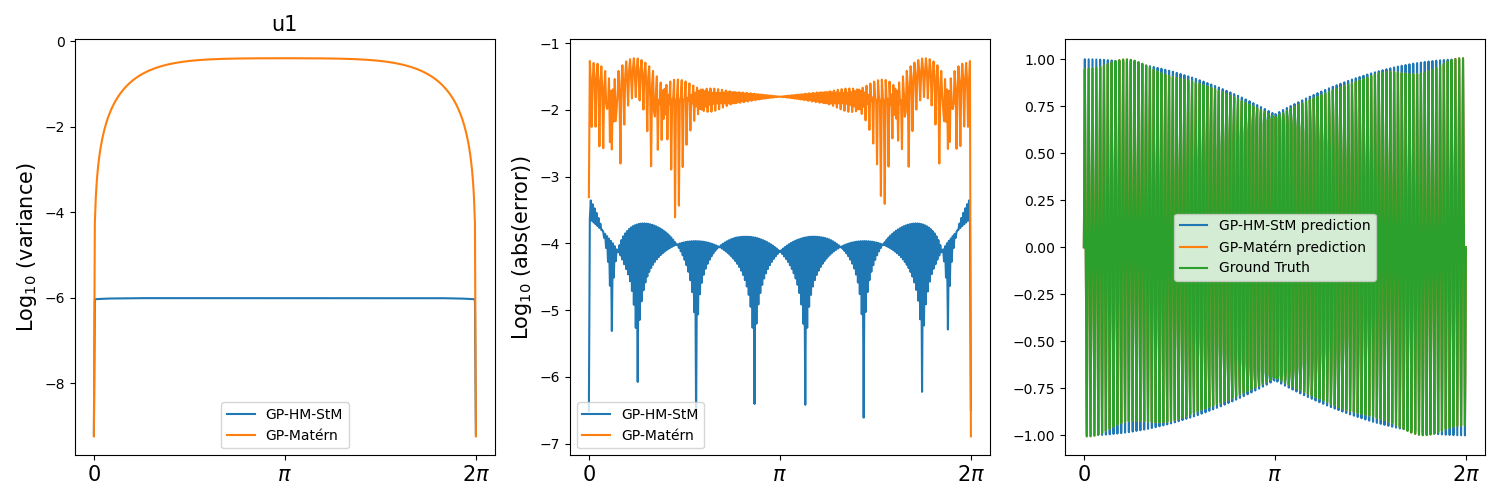 u1
Log₁₀ (variance)
0
−2
−4
−6
−8
0
π
2π
GP-HM-StM
GP-Matérn
Log₁₀ (abs(error))
−1
−2
−3
−4
−5
−6
−7
0
π
2π
GP-HM-StM
GP-Matérn
1.00
0.75
0.50
0.25
0.00
−0.25
−0.50
−0.75
−1.00
0
π
2π
GP-HM-StM prediction
GP-Matérn prediction
Ground Truth